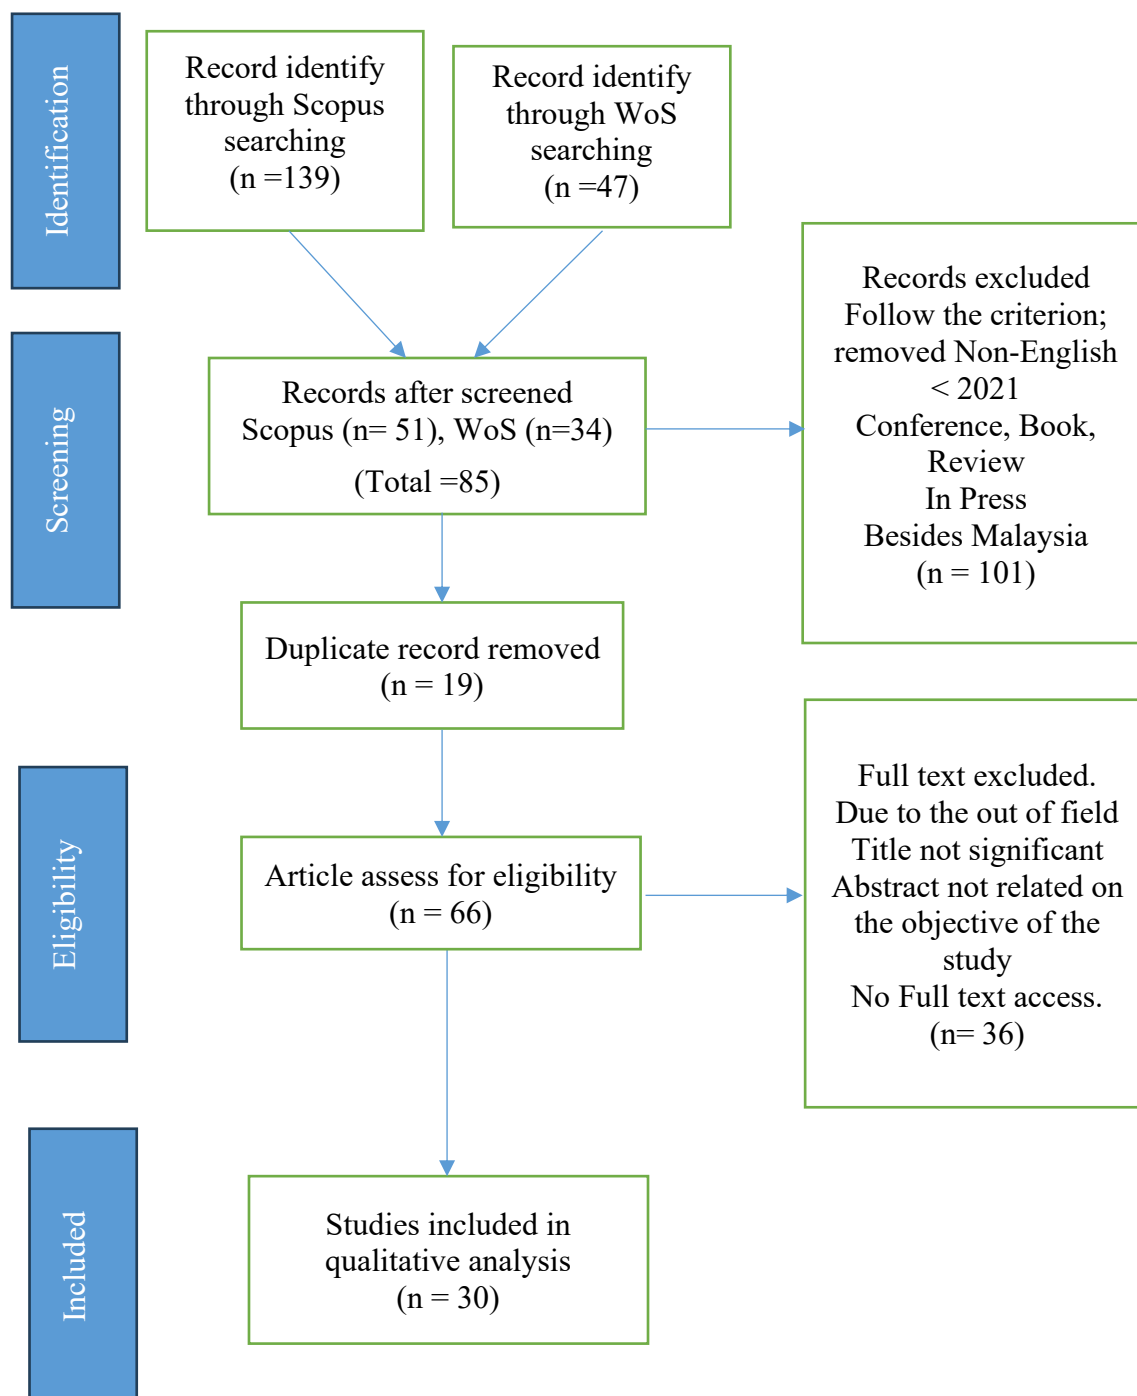 Identification
Record identify
through Scopus
searching
(n =139)
Record identify
through WoS
searching
(n =47)
Records excluded
Follow the criterion;
removed Non-English
< 2021
Conference, Book,
Review
In Press
Besides Malaysia
(n = 101)
Screening
Records after screened
Scopus (n= 51), WoS (n=34)
(Total =85)
Duplicate record removed
(n = 19)
Eligibility
Article assess for eligibility
(n = 66)
Full text excluded.
Due to the out of field
Title not significant
Abstract not related on
the objective of the
study
No Full text access.
(n= 36)
Included
Studies included in
qualitative analysis
(n = 30)